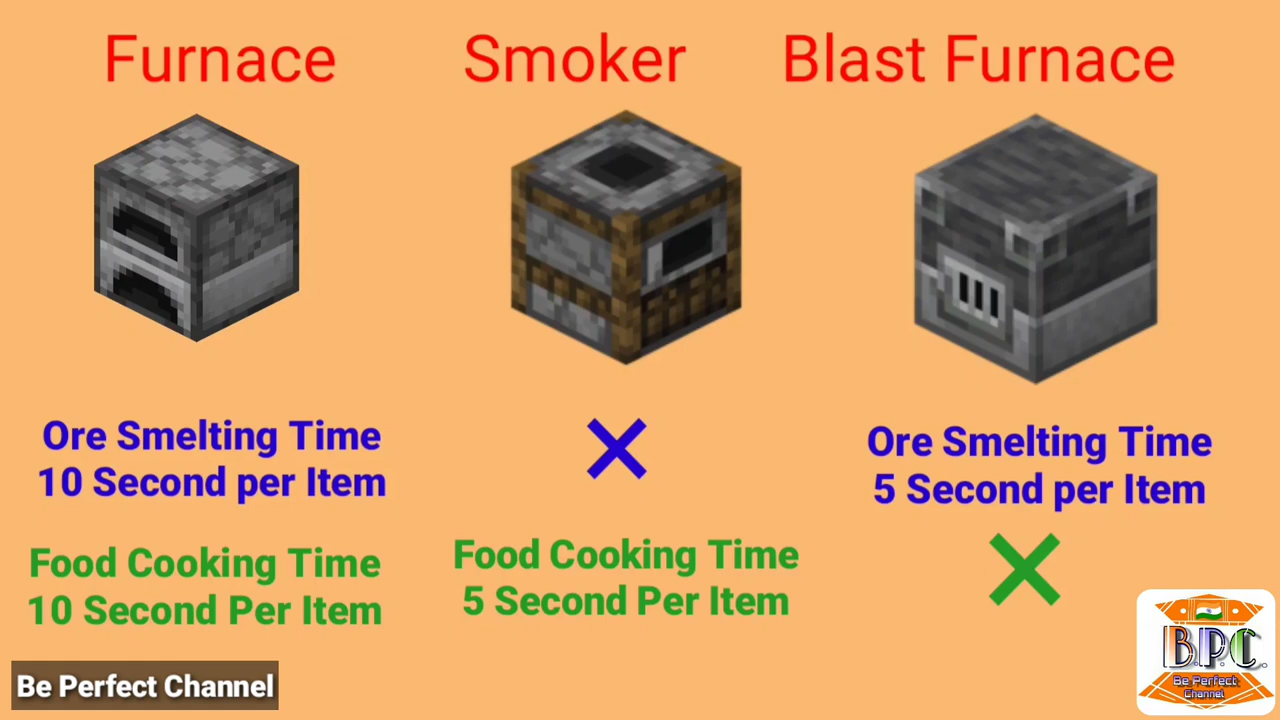 Furnace
Smoker
Blast Furnace
Ore Smelting Time
10 Second per Item
Ore Smelting Time
5 Second per Item
Food Cooking Time
10 Second Per Item
Food Cooking Time
5 Second Per Item
Be Perfect Channel
B.P.C.
Be Perfect
Channel